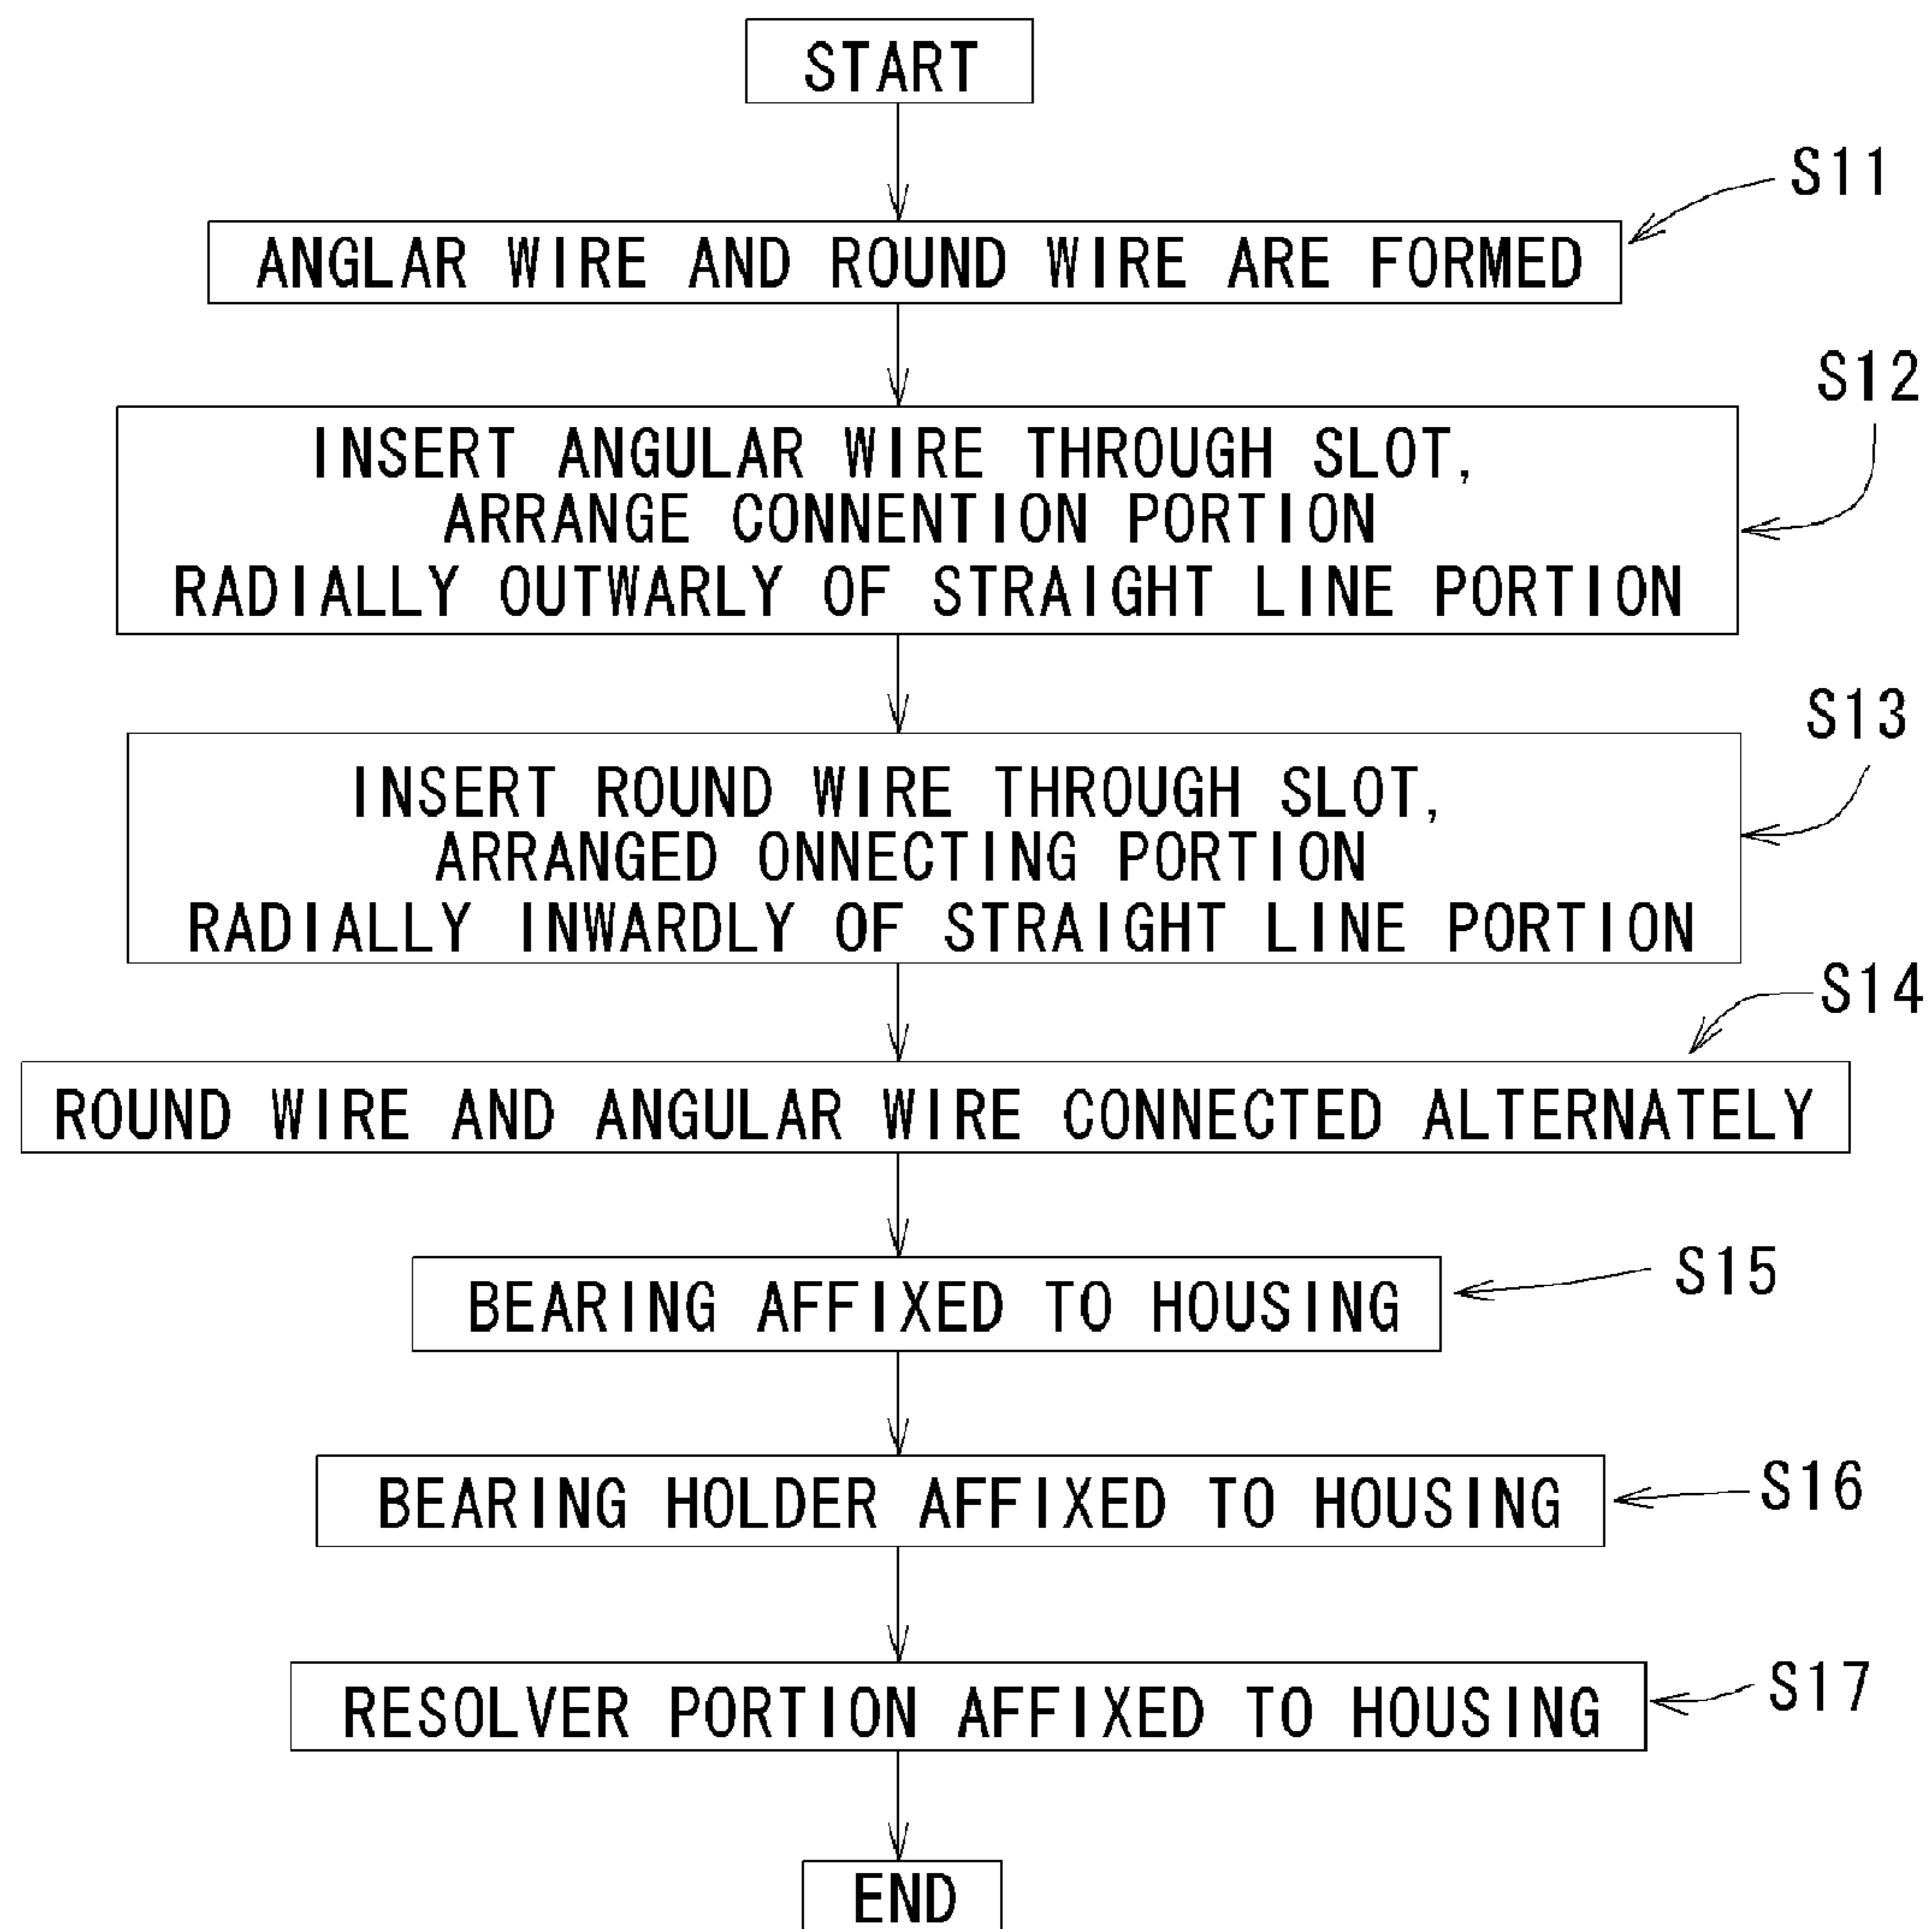 START
S11
ANGLAR WIRE AND ROUND WIRE ARE FORMED
S12
INSERT ANGULAR WIRE THROUGH SLOT,
ARRANGE CONNENTION PORTION
RADIALLY OUTWARLY OF STRAIGHT LINE PORTION
S13
INSERT ROUND WIRE THROUGH SLOT,
ARRANGED ONNECTING PORTION
RADIALLY INWARDLY OF STRAIGHT LINE PORTION
S14
ROUND WIRE AND ANGULAR WIRE CONNECTED ALTERNATELY
S15
BEARING AFFIXED TO HOUSING
S16
BEARING HOLDER AFFIXED TO HOUSING
S17
RESOLVER PORTION AFFIXED TO HOUSING
END